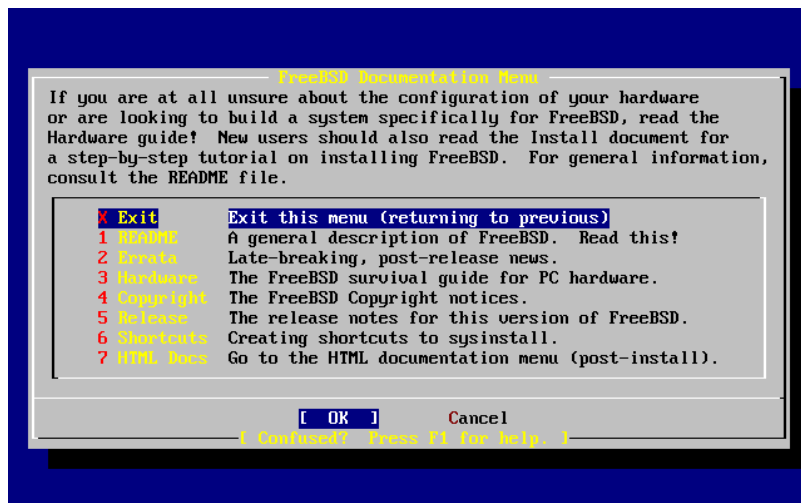 FreeBSD Documentation Menu
If you are at all unsure about the configuration of your hardware
or are looking to build a system specifically for FreeBSD, read the
Hardware guide!  New users should also read the Install document for
a step-by-step tutorial on installing FreeBSD.  For general information,
consult the README file.
X Exit       Exit this menu (returning to previous)
1 README     A general description of FreeBSD.  Read this!
2 Errata     Late-breaking, post-release news.
3 Hardware   The FreeBSD survival guide for PC hardware.
4 Copyright  The FreeBSD Copyright notices.
5 Release    The release notes for this version of FreeBSD.
6 Shortcuts  Creating shortcuts to sysinstall.
7 HTML Docs  Go to the HTML documentation menu (post-install).
[  OK  ]       Cancel
[ Confused?  Press F1 for help. ]